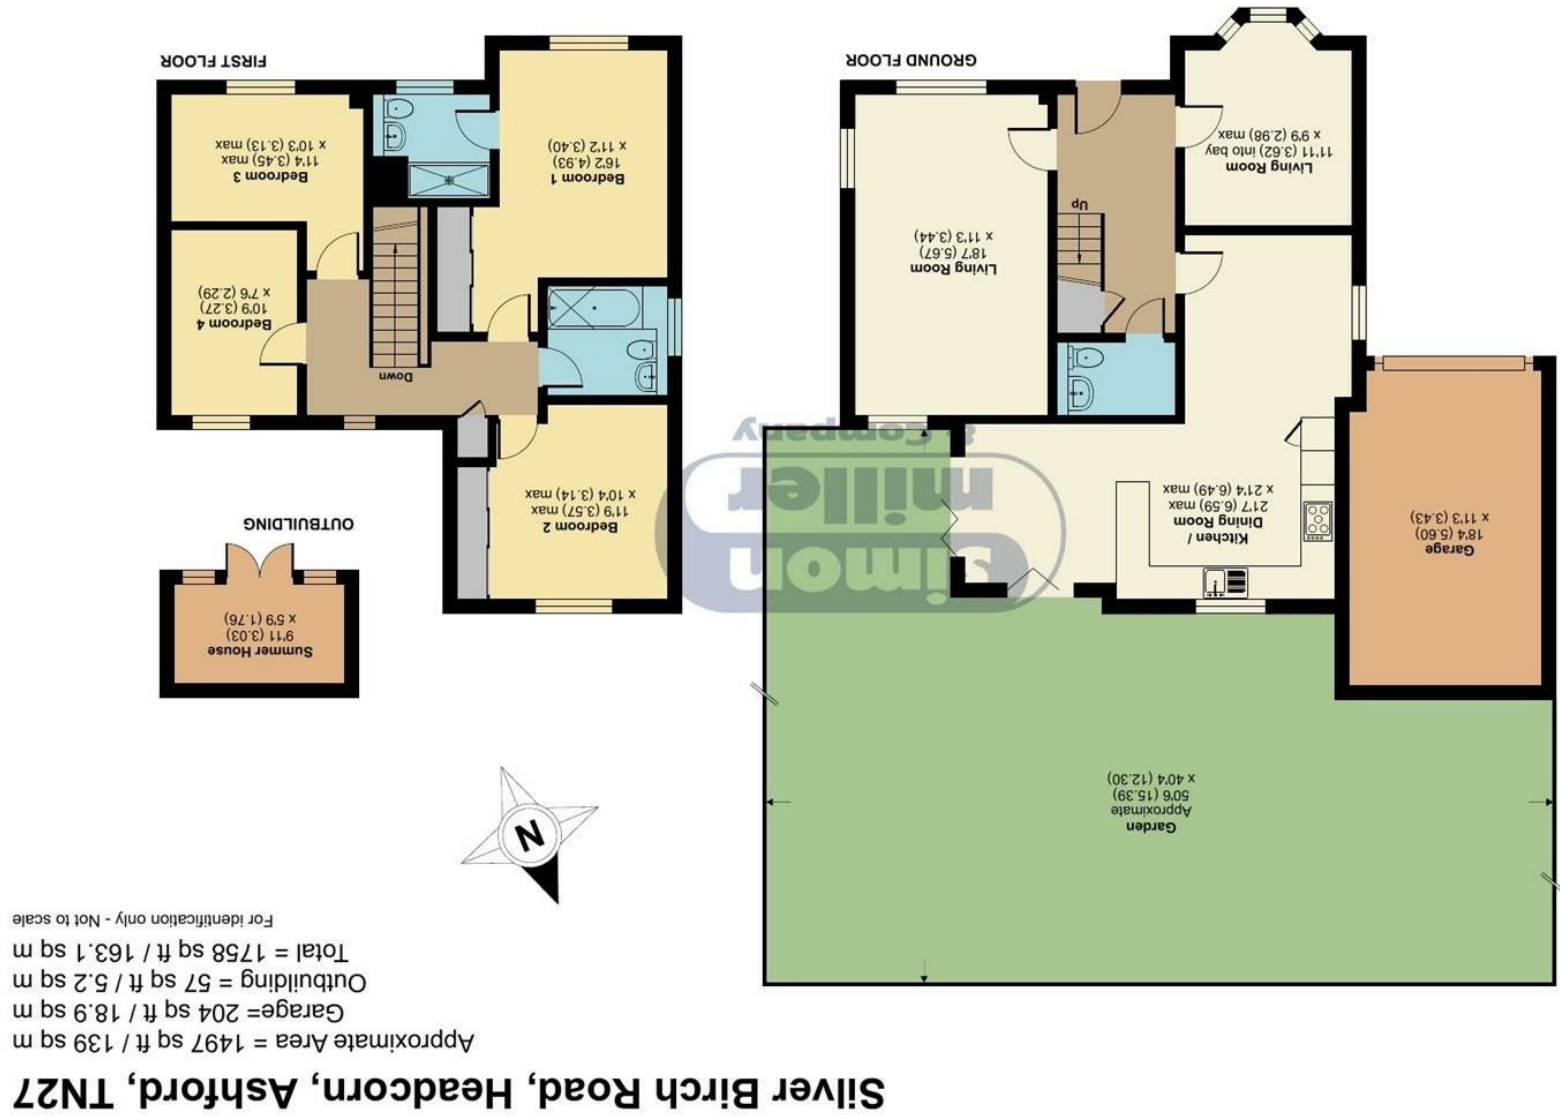 Silver Birch Road, Headcorn, Ashford, TN27
Approximate Area = 1497 sq ft / 139 sq m
Garage= 204 sq ft / 18.9 sq m
Outbuilding = 57 sq ft / 5.2 sq m
Total = 1758 sq ft / 163.1 sq m
For identification only - Not to scale
N
Garden
Approximate
50'6 (15.39)
x 40'4 (12.30)
Summer House
9'11 (3.03)
x 5'9 (1.76)
OUTBUILDING
Garage
18'4 (5.60)
x 11'3 (3.43)
Kitchen /
Dining Room
21'7 (6.59) max
x 21'4 (6.49) max
simon
miller
& Company
Living Room
18'7 (5.67)
x 11'3 (3.44)
Up
Living Room
11'11 (3.62) into bay
x 9'9 (2.98) max
GROUND FLOOR
Bedroom 2
11'9 (3.57) max
x 10'4 (3.14) max
Down
Bedroom 4
10'9 (3.27)
x 7'6 (2.29)
Bedroom 1
16'2 (4.93)
x 11'2 (3.40)
Bedroom 3
11'4 (3.45) max
x 10'3 (3.13) max
FIRST FLOOR